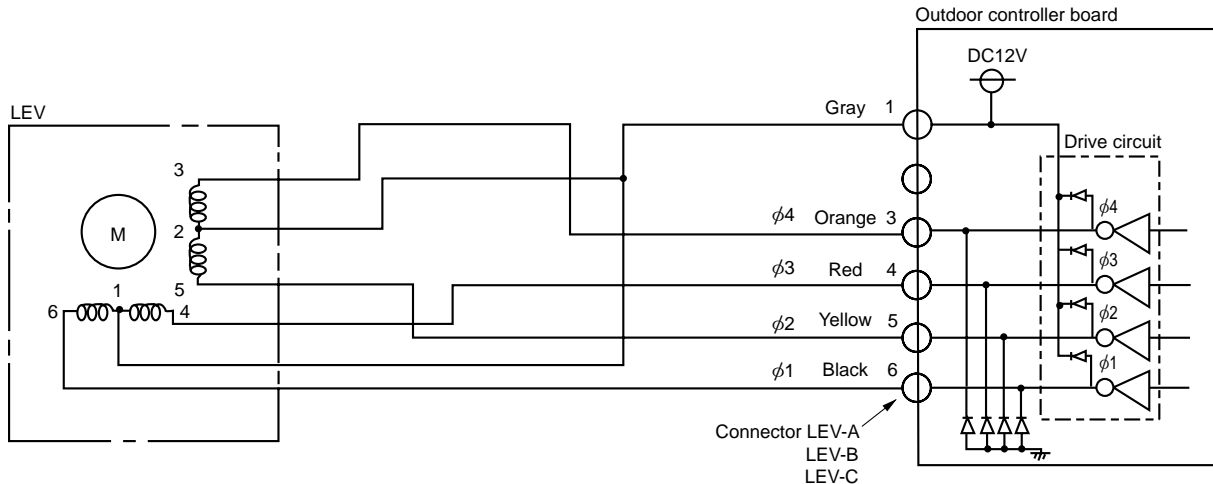 Outdoor controller board
DC12V
LEV
Gray 1
Drive circuit
3
ϕ4 Orange 3
ϕ4
M
2
ϕ3 Red 4
ϕ3
5
1
6
4
ϕ2 Yellow 5
ϕ2
ϕ1 Black 6
ϕ1
Connector LEV-A
LEV-B
LEV-C